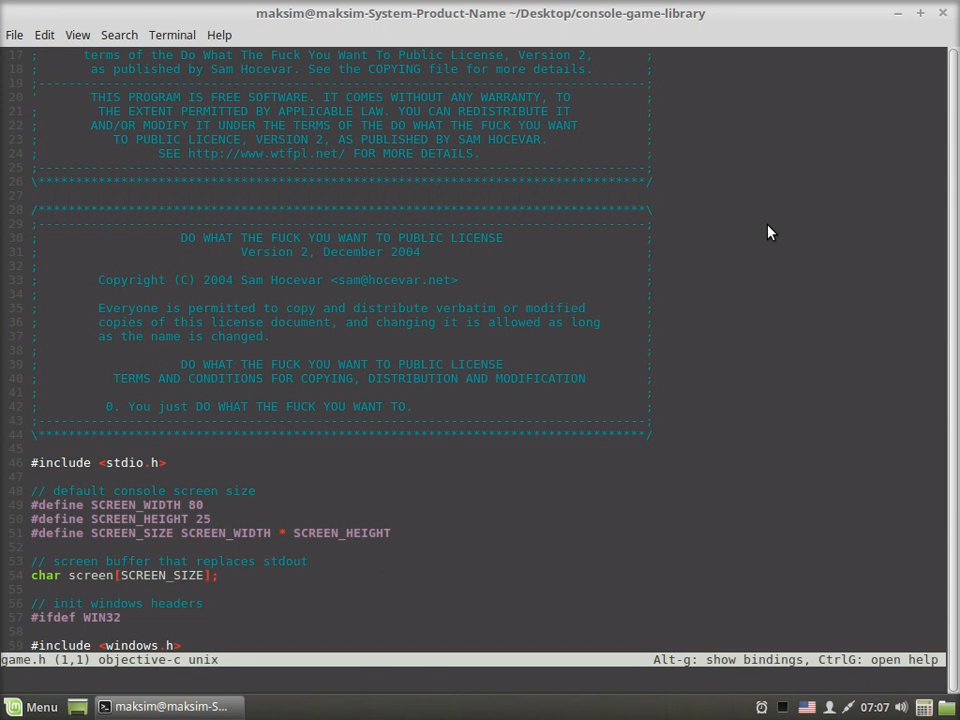 maksim@maksim-System-Product-Name ~/Desktop/console-game-library
File Edit View Search Terminal Help
17 ;      terms of the Do What The Fuck You Want To Public License, Version 2,       ;
18 ;       as published by Sam Hocevar. See the COPYING file for more details.       ;
19 ;---------------------------------------------------------------------------------;
20 '       THIS PROGRAM IS FREE SOFTWARE. IT COMES WITHOUT ANY WARRANTY, TO          ;
21 ;        THE EXTENT PERMITTED BY APPLICABLE LAW. YOU CAN REDISTRIBUTE IT          ;
22 ;       AND/OR MODIFY IT UNDER THE TERMS OF THE DO WHAT THE FUCK YOU WANT         ;
23 ;          TO PUBLIC LICENCE, VERSION 2, AS PUBLISHED BY SAM HOCEVAR.             ;
24 ;                SEE http://www.wtfpl.net/ FOR MORE DETAILS.                      ;
25 ;---------------------------------------------------------------------------------;
26 \*********************************************************************************/
27
28 /*********************************************************************************\
29 ;---------------------------------------------------------------------------------;
30 ;                   DO WHAT THE FUCK YOU WANT TO PUBLIC LICENSE                   ;
31 ;                           Version 2, December 2004                              ;
32 ;                                                                                 ;
33 ;        Copyright (C) 2004 Sam Hocevar <sam@hocevar.net>                         ;
34 ;                                                                                 ;
35 ;        Everyone is permitted to copy and distribute verbatim or modified        ;
36 ;        copies of this license document, and changing it is allowed as long      ;
37 ;        as the name is changed.                                                  ;
38 ;                                                                                 ;
39 ;                   DO WHAT THE FUCK YOU WANT TO PUBLIC LICENSE                   ;
40 ;          TERMS AND CONDITIONS FOR COPYING, DISTRIBUTION AND MODIFICATION        ;
41 ;                                                                                 ;
42 ;         0. You just DO WHAT THE FUCK YOU WANT TO.                               ;
43 ;---------------------------------------------------------------------------------;
44 \*********************************************************************************/
45
46 #include <stdio.h>
47
48 // default console screen size
49 #define SCREEN_WIDTH 80
50 #define SCREEN_HEIGHT 25
51 #define SCREEN_SIZE SCREEN_WIDTH * SCREEN_HEIGHT
52
53 // screen buffer that replaces stdout
54 char screen[SCREEN_SIZE];
55
56 // init windows headers
57 #ifdef WIN32
58
59 #include <windows.h>
game.h (1,1) objective-c unix Alt-g: show bindings, CtrlG: open help
Menu maksim@maksim-S... 07:07